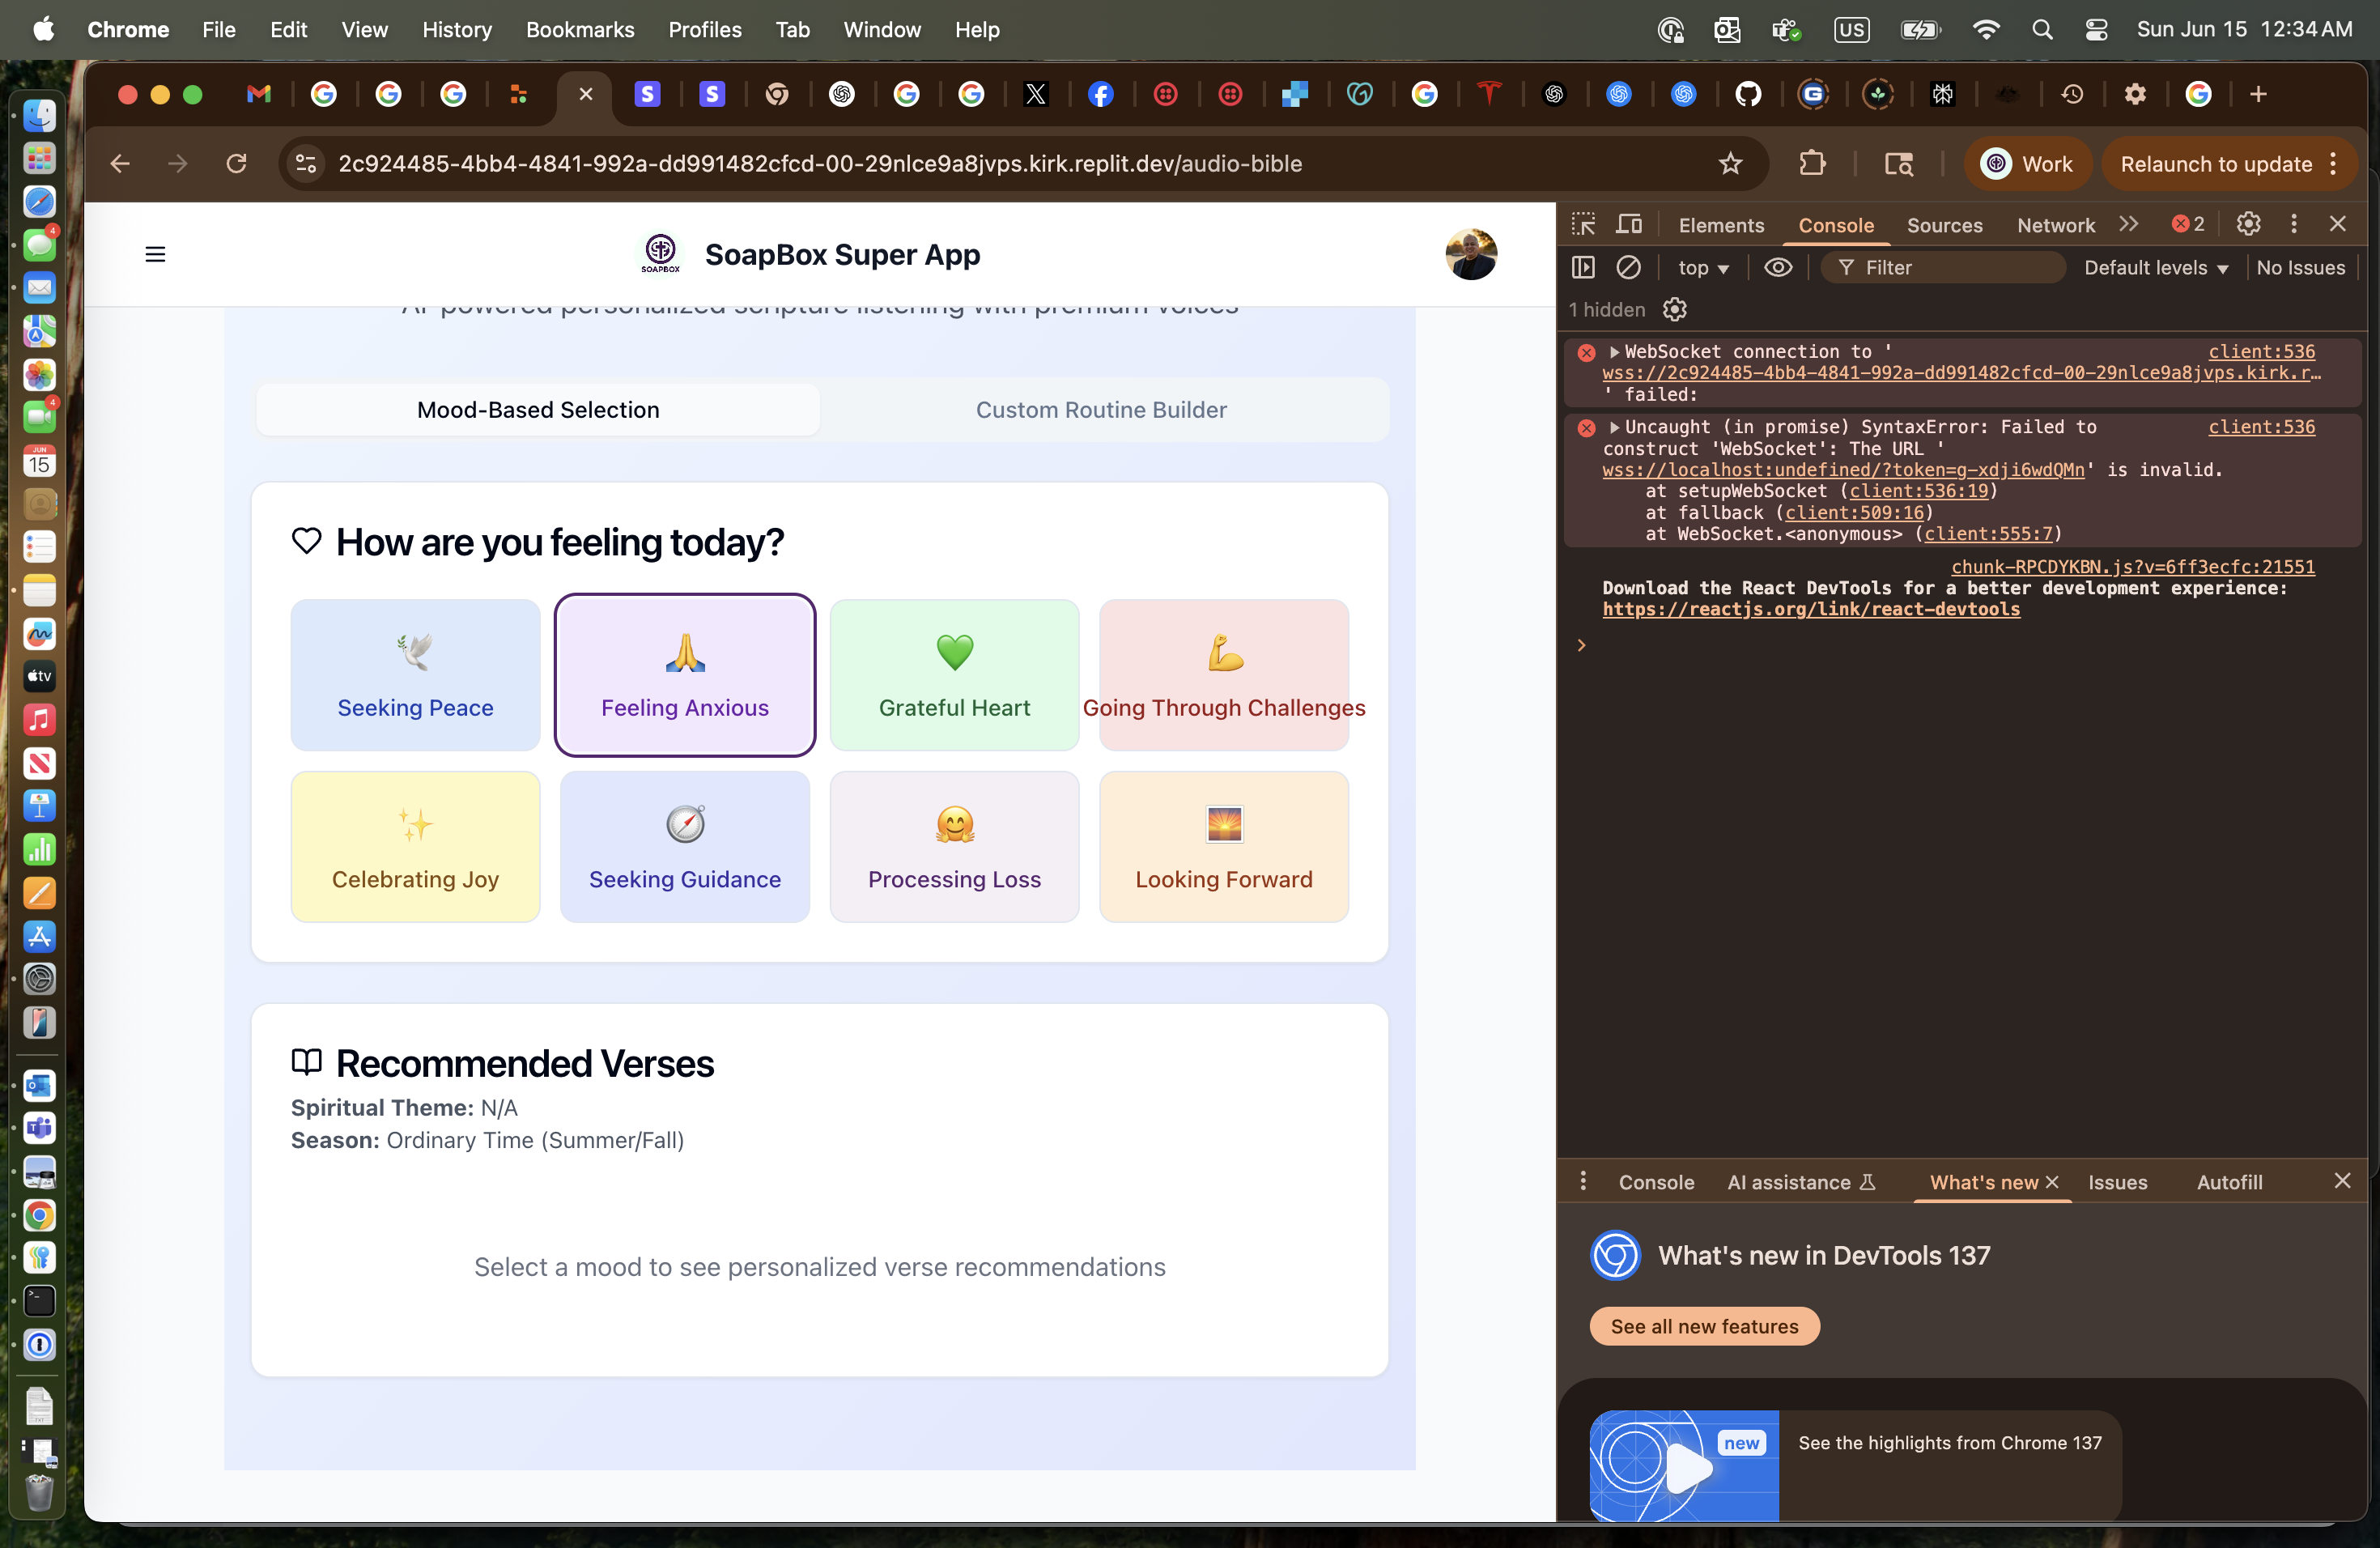 Chrome File Edit View History Bookmarks Profiles Tab Window Help US Sun Jun 15 12:34 AM
2c924485-4bb4-4841-992a-dd991482cfcd-00-29nlce9a8jvps.kirk.replit.dev/audio-bible
Work
Relaunch to update
SOAPBOX
SoapBox Super App
AI-powered personalized scripture listening with premium voices
Mood-Based Selection
Custom Routine Builder
How are you feeling today?
Seeking Peace
Feeling Anxious
Grateful Heart
Going Through Challenges
Celebrating Joy
Seeking Guidance
Processing Loss
Looking Forward
Recommended Verses
Spiritual Theme: N/A
Season: Ordinary Time (Summer/Fall)
Select a mood to see personalized verse recommendations
Elements Console Sources Network 2
top Filter Default levels No Issues
1 hidden
WebSocket connection to ' client:536
wss://2c924485-4bb4-4841-992a-dd991482cfcd-00-29nlce9a8jvps.kirk.r…
' failed:
Uncaught (in promise) SyntaxError: Failed to client:536
construct 'WebSocket': The URL '
wss://localhost:undefined/?token=g-xdji6wdQMn' is invalid.
at setupWebSocket (client:536:19)
at fallback (client:509:16)
at WebSocket.<anonymous> (client:555:7)
chunk-RPCDYKBN.js?v=6ff3ecfc:21551
Download the React DevTools for a better development experience:
https://reactjs.org/link/react-devtools
Console AI assistance What's new Issues Autofill
What's new in DevTools 137
See all new features
new
See the highlights from Chrome 137
4
4
JUN
15
tv